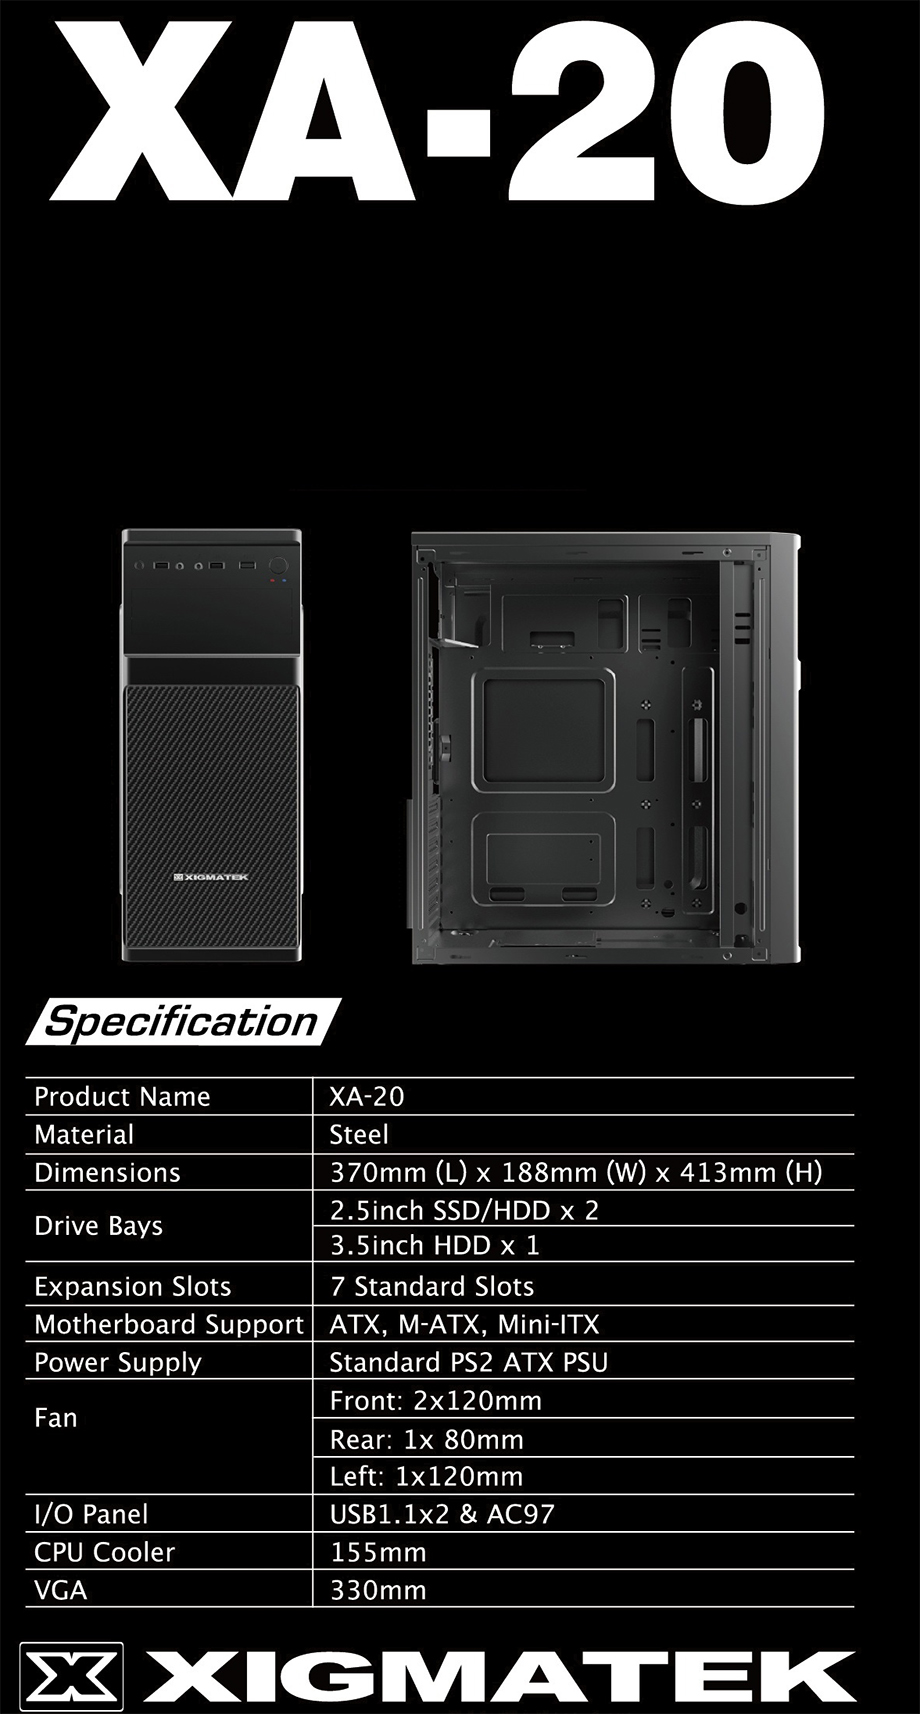 XA-20
XIGMATEK
Specification
Product Name XA-20
Material Steel
Dimensions 370mm (L) x 188mm (W) x 413mm (H)
Drive Bays 2.5inch SSD/HDD x 2
3.5inch HDD x 1
Expansion Slots 7 Standard Slots
Motherboard Support ATX, M-ATX, Mini-ITX
Power Supply Standard PS2 ATX PSU
Fan Front: 2x120mm
Rear: 1x 80mm
Left: 1x120mm
I/O Panel USB1.1x2 & AC97
CPU Cooler 155mm
VGA 330mm
XIGMATEK